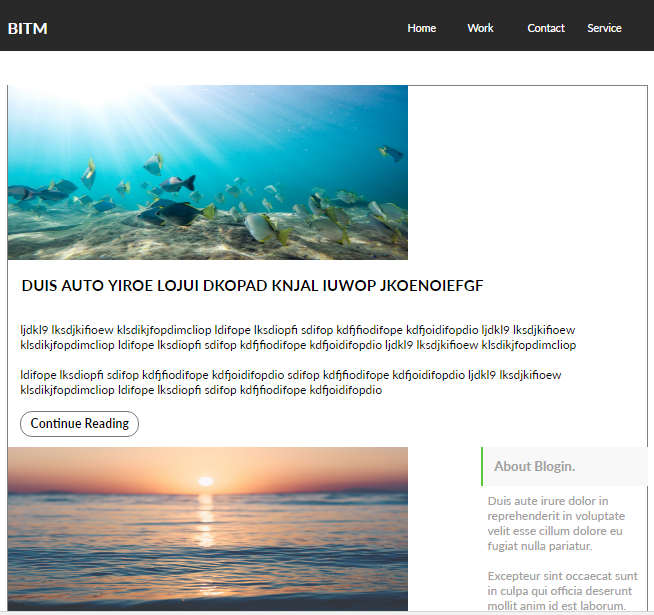 BITM
Home Work Contact Service
DUIS AUTO YIROE LOJUI DKOPAD KNJAL IUWOP JKOENOIEFGF
ljdkl9 lksdjkifioew klsdikjfopdimcliop ldifope lksdiopfi sdifop kdfjfiodifope kdfjoidifopdio ljdkl9 lksdjkifioew
klsdikjfopdimcliop ldifope lksdiopfi sdifop kdfjfiodifope kdfjoidifopdio ljdkl9 lksdjkifioew klsdikjfopdimcliop
ldifope lksdiopfi sdifop kdfjfiodifope kdfjoidifopdio sdifop kdfjfiodifope kdfjoidifopdio ljdkl9 lksdjkifioew
klsdikjfopdimcliop ldifope lksdiopfi sdifop kdfjfiodifope kdfjoidifopdio
Continue Reading
About Blogin.
Duis aute irure dolor in
reprehenderit in voluptate
velit esse cillum dolore eu
fugiat nulla pariatur.
Excepteur sint occaecat sunt
in culpa qui officia deserunt
mollit anim id est laborum.